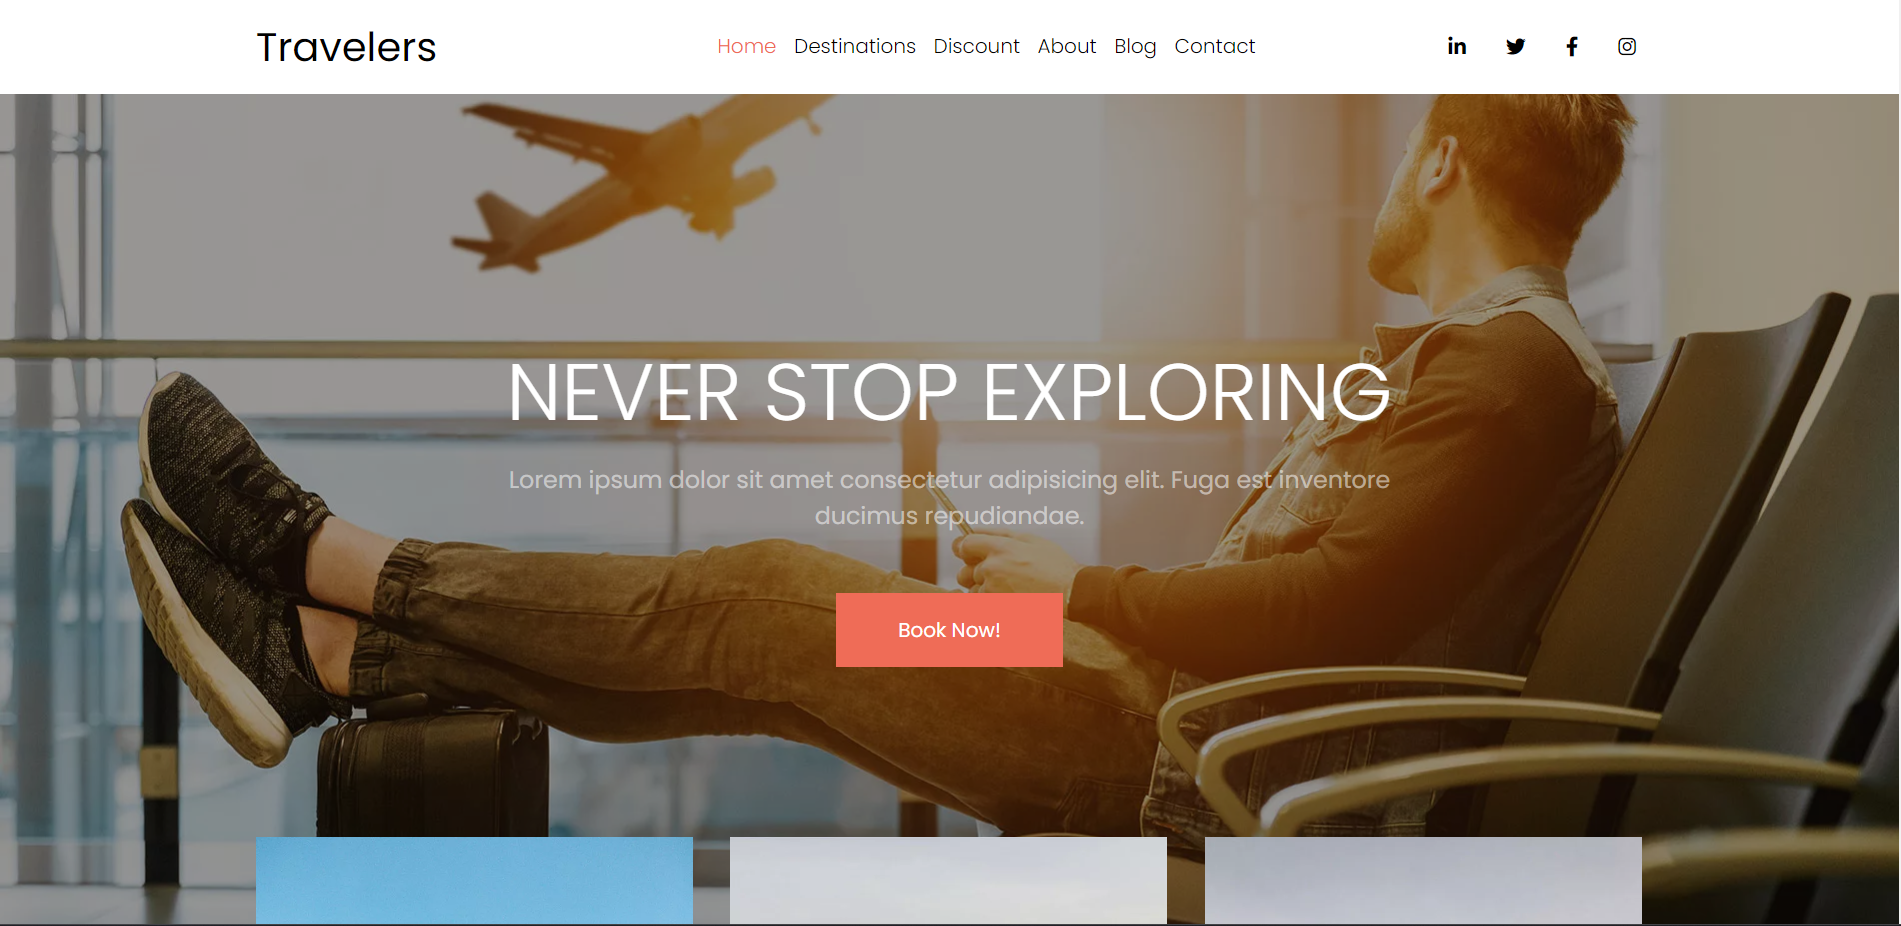 Travelers
Home Destinations Discount About Blog Contact
NEVER STOP EXPLORING
Lorem ipsum dolor sit amet consectetur adipisicing elit. Fuga est inventore
ducimus repudiandae.
Book Now!